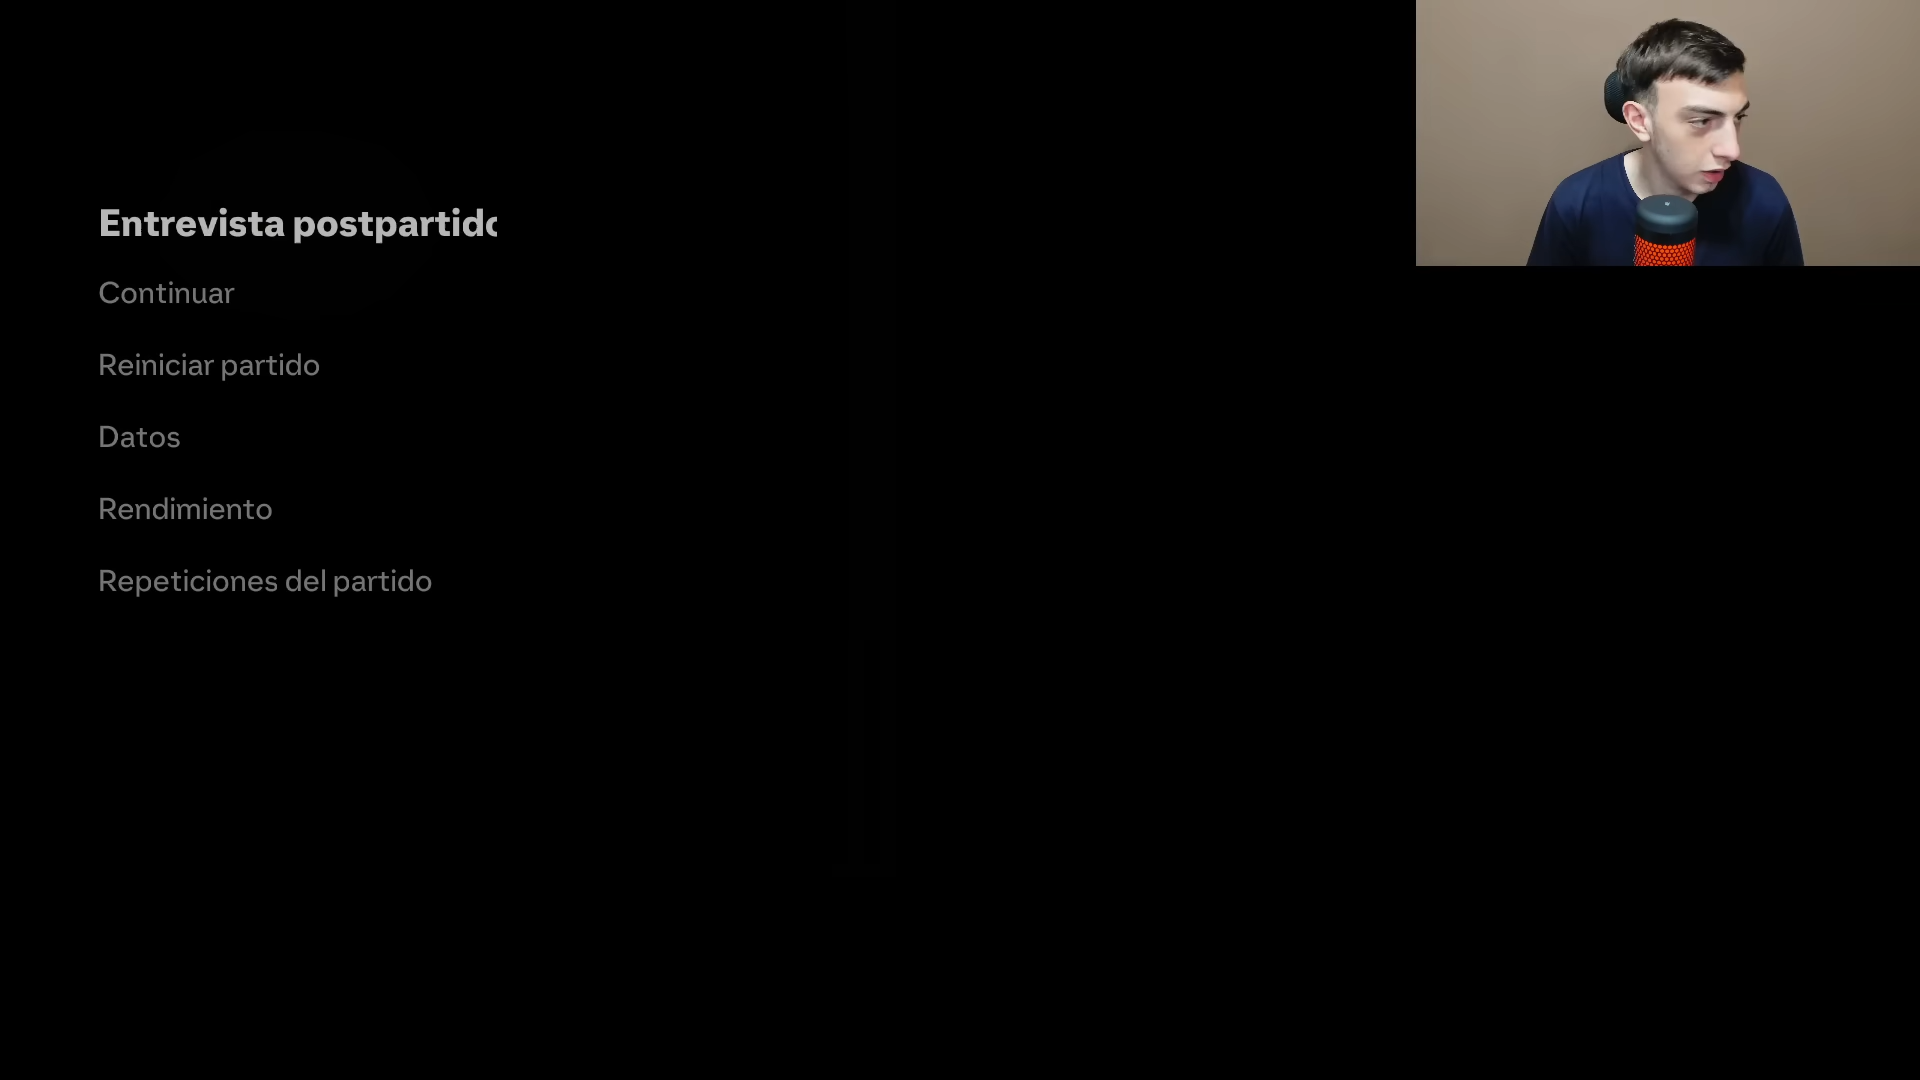 Entrevista postpartido
Continuar
Reiniciar partido
Datos
Rendimiento
Repeticiones del partido